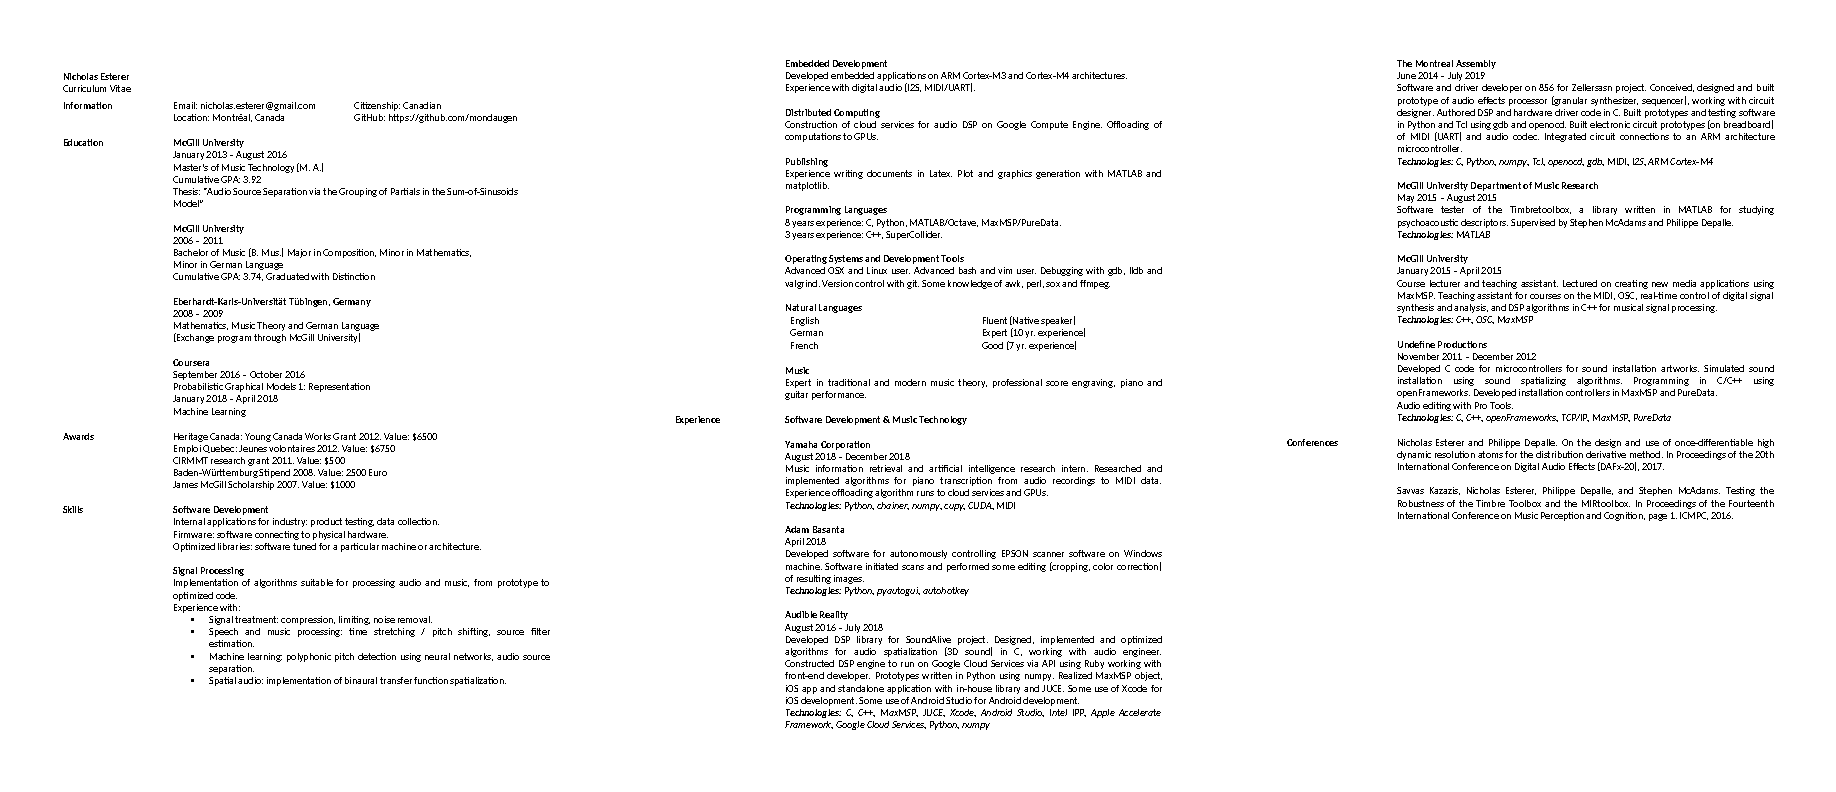 Nicholas Esterer
Curriculum Vitae
Information
Email: nicholas.esterer@gmail.com Citizenship: Canadian
Location: Montréal, Canada GitHub: https://github.com/mondaugen
Education
McGill University
January 2013 - August 2016
Master's of Music Technology (M. A.)
Cumulative GPA: 3.92
Thesis: "Audio Source Separation via the Grouping of Partials in the Sum-of-Sinusoids
Model"
McGill University
2006 - 2011
Bachelor of Music (B. Mus.) Major in Composition, Minor in Mathematics,
Minor in German Language
Cumulative GPA: 3.74, Graduated with Distinction
Eberhardt-Karls-Universität Tübingen, Germany
2008 - 2009
Mathematics, Music Theory and German Language
(Exchange program through McGill University)
Coursera
September 2016 - October 2016
Probabilistic Graphical Models 1: Representation
January 2018 - April 2018
Machine Learning
Awards
Heritage Canada: Young Canada Works Grant 2012. Value: $6500
Emploi Quebec: Jeunes volontaires 2012. Value: $6750
CIRMMT research grant 2011. Value: $500
Baden-Württemburg Stipend 2008. Value: 2500 Euro
James McGill Scholarship 2007. Value: $1000
Skills
Software Development
Internal applications for industry: product testing, data collection.
Firmware: software connecting to physical hardware.
Optimized libraries: software tuned for a particular machine or architecture.
Signal Processing
Implementation of algorithms suitable for processing audio and music, from prototype to
optimized code.
Experience with:
• Signal treatment: compression, limiting, noise removal.
• Speech and music processing: time stretching / pitch shifting, source filter
estimation.
• Machine learning: polyphonic pitch detection using neural networks, audio source
separation.
• Spatial audio: implementation of binaural transfer function spatialization.
Embedded Development
Developed embedded applications on ARM Cortex-M3 and Cortex-M4 architectures.
Experience with digital audio (I2S, MIDI/UART).
Distributed Computing
Construction of cloud services for audio DSP on Google Compute Engine. Offloading of
computations to GPUs.
Publishing
Experience writing documents in Latex. Plot and graphics generation with MATLAB and
matplotlib.
Programming Languages
8 years experience: C, Python, MATLAB/Octave, MaxMSP/PureData.
3 years experience: C++, SuperCollider.
Operating Systems and Development Tools
Advanced OSX and Linux user. Advanced bash and vim user. Debugging with gdb, lldb and
valgrind. Version control with git. Some knowledge of awk, perl, sox and ffmpeg.
Natural Languages
English Fluent (Native speaker)
German Expert (10 yr. experience)
French Good (7 yr. experience)
Music
Expert in traditional and modern music theory, professional score engraving, piano and
guitar performance.
Experience
Software Development & Music Technology
Yamaha Corporation
August 2018 - December 2018
Music information retrieval and artificial intelligence research intern. Researched and
implemented algorithms for piano transcription from audio recordings to MIDI data.
Experience offloading algorithm runs to cloud services and GPUs.
Technologies: Python, chainer, numpy, cupy, CUDA, MIDI
Adam Basanta
April 2018
Developed software for autonomously controlling EPSON scanner software on Windows
machine. Software initiated scans and performed some editing (cropping, color correction)
of resulting images.
Technologies: Python, pyautogui, autohotkey
Audible Reality
August 2016 - July 2018
Developed DSP library for SoundAlive project. Designed, implemented and optimized
algorithms for audio spatialization (3D sound) in C, working with audio engineer.
Constructed DSP engine to run on Google Cloud Services via API using Ruby working with
front-end developer. Prototypes written in Python using numpy. Realized MaxMSP object,
iOS app and standalone application with in-house library and JUCE. Some use of Xcode for
iOS development. Some use of Android Studio for Android development.
Technologies: C, C++, MaxMSP, JUCE, Xcode, Android Studio, Intel IPP, Apple Accelerate
Framework, Google Cloud Services, Python, numpy
The Montreal Assembly
June 2014 - July 2019
Software and driver developer on 856 for Zellersasn project. Conceived, designed and built
prototype of audio effects processor (granular synthesizer, sequencer), working with circuit
designer. Authored DSP and hardware driver code in C. Built prototypes and testing software
in Python and Tcl using gdb and openocd. Built electronic circuit prototypes (on breadboard)
of MIDI (UART) and audio codec. Integrated circuit connections to an ARM architecture
microcontroller.
Technologies: C, Python, numpy, Tcl, openocd, gdb, MIDI, I2S, ARM Cortex-M4
McGill University Department of Music Research
May 2015 - August 2015
Software tester of the Timbretoolbox, a library written in MATLAB for studying
psychoacoustic descriptors. Supervised by Stephen McAdams and Philippe Depalle.
Technologies: MATLAB
McGill University
January 2015 - April 2015
Course lecturer and teaching assistant. Lectured on creating new media applications using
MaxMSP. Teaching assistant for courses on the MIDI, OSC, real-time control of digital signal
synthesis and analysis, and DSP algorithms in C++ for musical signal processing.
Technologies: C++, OSC, MaxMSP
Undefine Productions
November 2011 - December 2012
Developed C code for microcontrollers for sound installation artworks. Simulated sound
installation using sound spatializing algorithms. Programming in C/C++ using
openFrameworks. Developed installation controllers in MaxMSP and PureData.
Audio editing with Pro Tools.
Technologies: C, C++, openFrameworks, TCP/IP, MaxMSP, PureData
Conferences
Nicholas Esterer and Philippe Depalle. On the design and use of once-differentiable high
dynamic resolution atoms for the distribution derivative method. In Proceedings of the 20th
International Conference on Digital Audio Effects (DAFx-20), 2017.
Savvas Kazazis, Nicholas Esterer, Philippe Depalle, and Stephen McAdams. Testing the
Robustness of the Timbre Toolbox and the MIRtoolbox. In Proceedings of the Fourteenth
International Conference on Music Perception and Cognition, page 1. ICMPC, 2016.